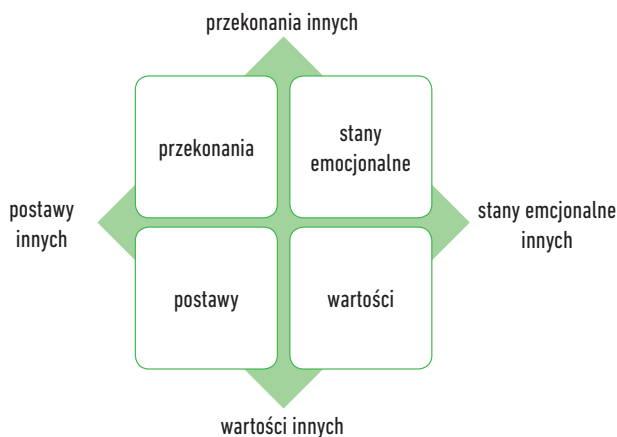 przekonania innych
przekonania
stany
emocjonalne
postawy
innych
stany emcjonalne
innych
postawy
wartości
wartości innych